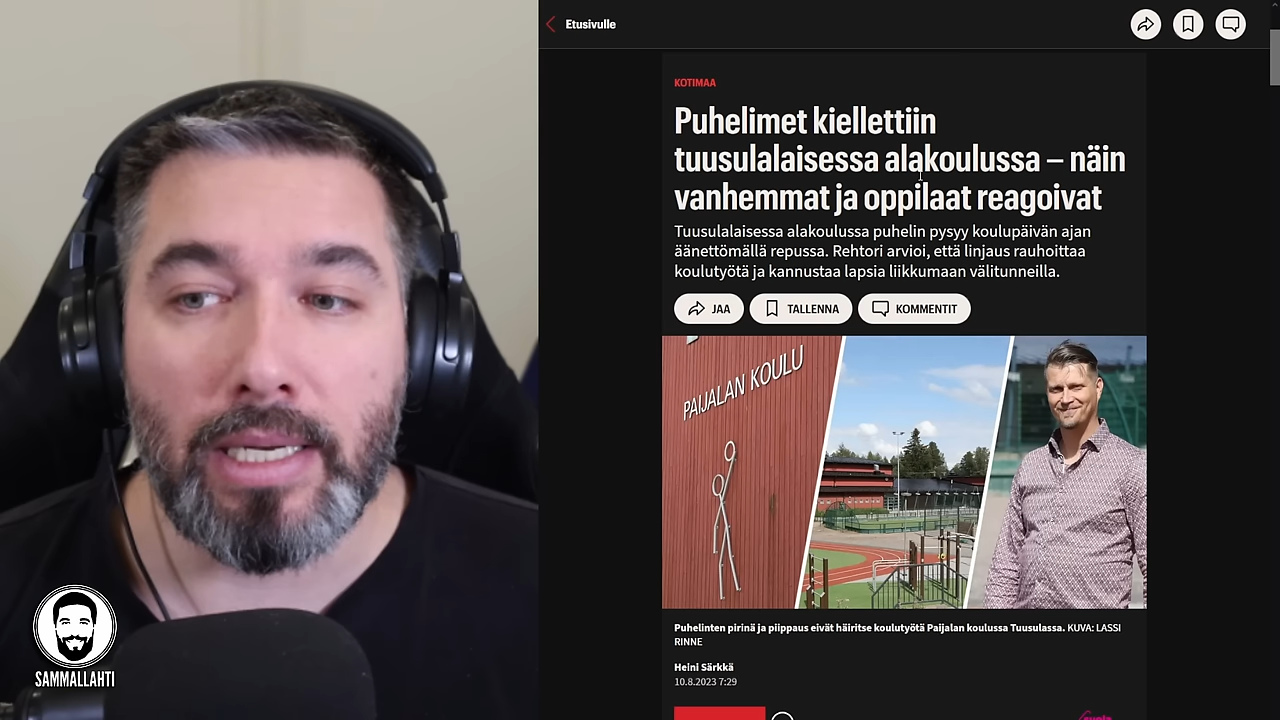 Etusivulle
KOTIMAA
Puhelimet kiellettiin
tuusulalaisessa alakoulussa – näin
vanhemmat ja oppilaat reagoivat
Tuusulalaisessa alakoulussa puhelin pysyy koulupäivän ajan
äänettömällä repussa. Rehtori arvioi, että linjaus rauhoittaa
koulutyötä ja kannustaa lapsia liikkumaan välitunneilla.
JAA
TALLENNA
KOMMENTIT
PAIJALAN KOULU
Puhelinten pirinä ja piippaus eivät häiritse koulutyötä Paijalan koulussa Tuusulassa. KUVA: LASSI
RINNE
Heini Särkkä
10.8.2023 7:29
SAMMALLAHTI